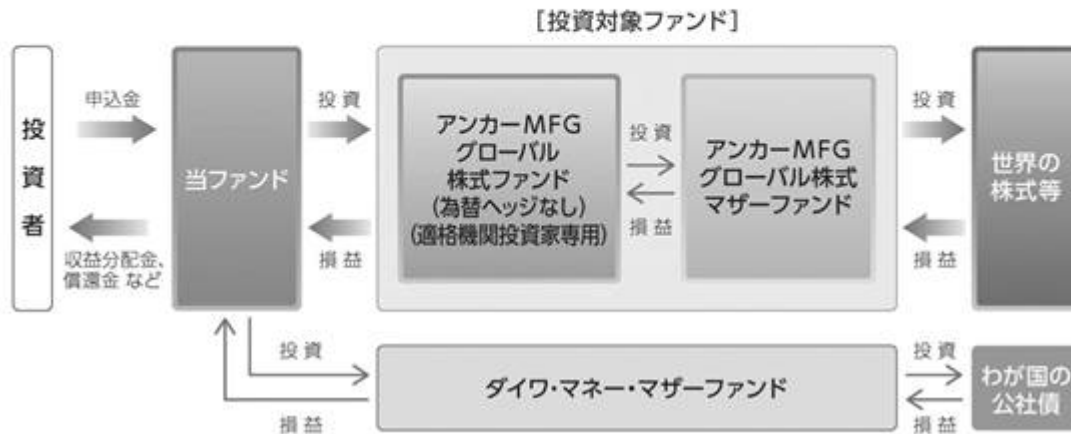 [投資対象ファンド]
投資者
申込金
収益分配金、
償還金 など
当ファンド
投資
損益
アンカーMFG
グローバル
株式ファンド
(為替ヘッジなし)
(適格機関投資家専用)
投資
損益
アンカーMFG
グローバル株式
マザーファンド
投資
損益
世界の
株式等
投資
損益
ダイワ・マネー・マザーファンド
投資
損益
わが国の
公社債